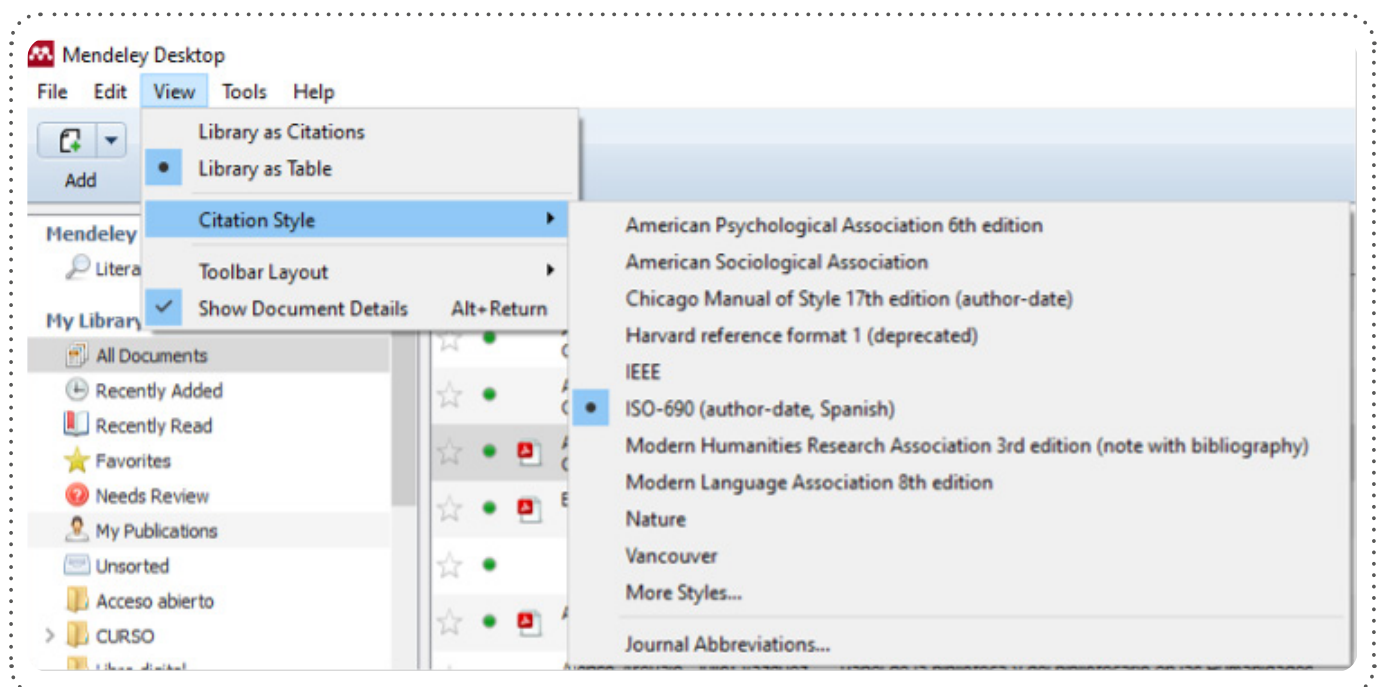 Mendeley Desktop
File Edit View Tools Help
Add
Library as Citations
Library as Table
Citation Style
Toolbar Layout
Show Document Details Alt+Return
American Psychological Association 6th edition
American Sociological Association
Chicago Manual of Style 17th edition (author-date)
Harvard reference format 1 (deprecated)
IEEE
ISO-690 (author-date, Spanish)
Modern Humanities Research Association 3rd edition (note with bibliography)
Modern Language Association 8th edition
Nature
Vancouver
More Styles...
Journal Abbreviations...
Mendeley
Litera
My Library
All Documents
Recently Added
Recently Read
Favorites
Needs Review
My Publications
Unsorted
Acceso abierto
CURSO